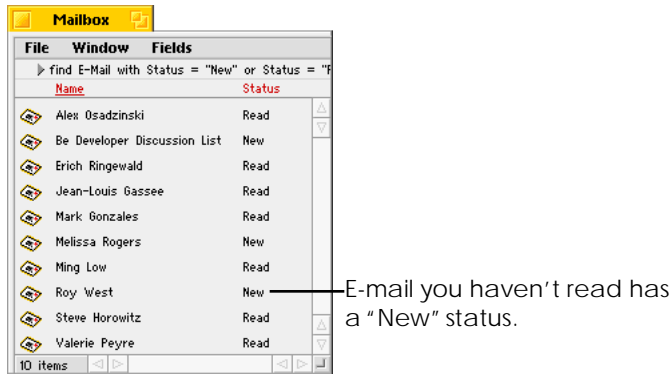 Mailbox
File Window Fields
find E-Mail with Status = "New" or Status = "F
Name Status
Alex Osadzinski Read
Be Developer Discussion List New
Erich Ringewald Read
Jean-Louis Gassee Read
Mark Gonzales Read
Melissa Rogers New
Ming Low Read
Roy West New
Steve Horowitz Read
Valerie Peyre Read
10 items
E-mail you haven't read has
a "New" status.